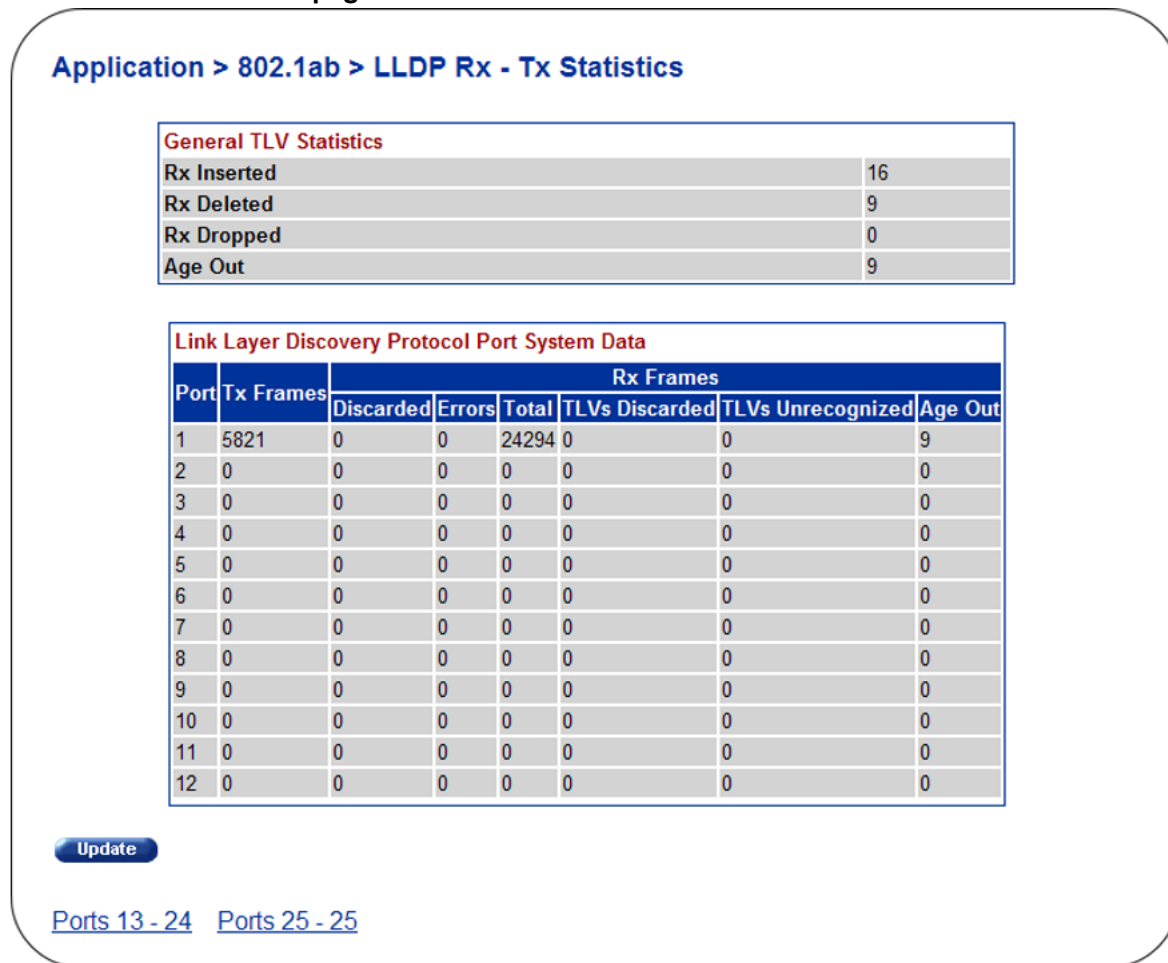 Application > 802.1ab > LLDP Rx - Tx Statistics
General TLV Statistics
Rx Inserted 16
Rx Deleted 9
Rx Dropped 0
Age Out 9
Link Layer Discovery Protocol Port System Data
Port Tx Frames Rx Frames
Discarded Errors Total TLVs Discarded TLVs Unrecognized Age Out
1 5821 0 0 24294 0 0 9
2 0 0 0 0 0 0 0
3 0 0 0 0 0 0 0
4 0 0 0 0 0 0 0
5 0 0 0 0 0 0 0
6 0 0 0 0 0 0 0
7 0 0 0 0 0 0 0
8 0 0 0 0 0 0 0
9 0 0 0 0 0 0 0
10 0 0 0 0 0 0 0
11 0 0 0 0 0 0 0
12 0 0 0 0 0 0 0
Update
Ports 13 - 24 Ports 25 - 25